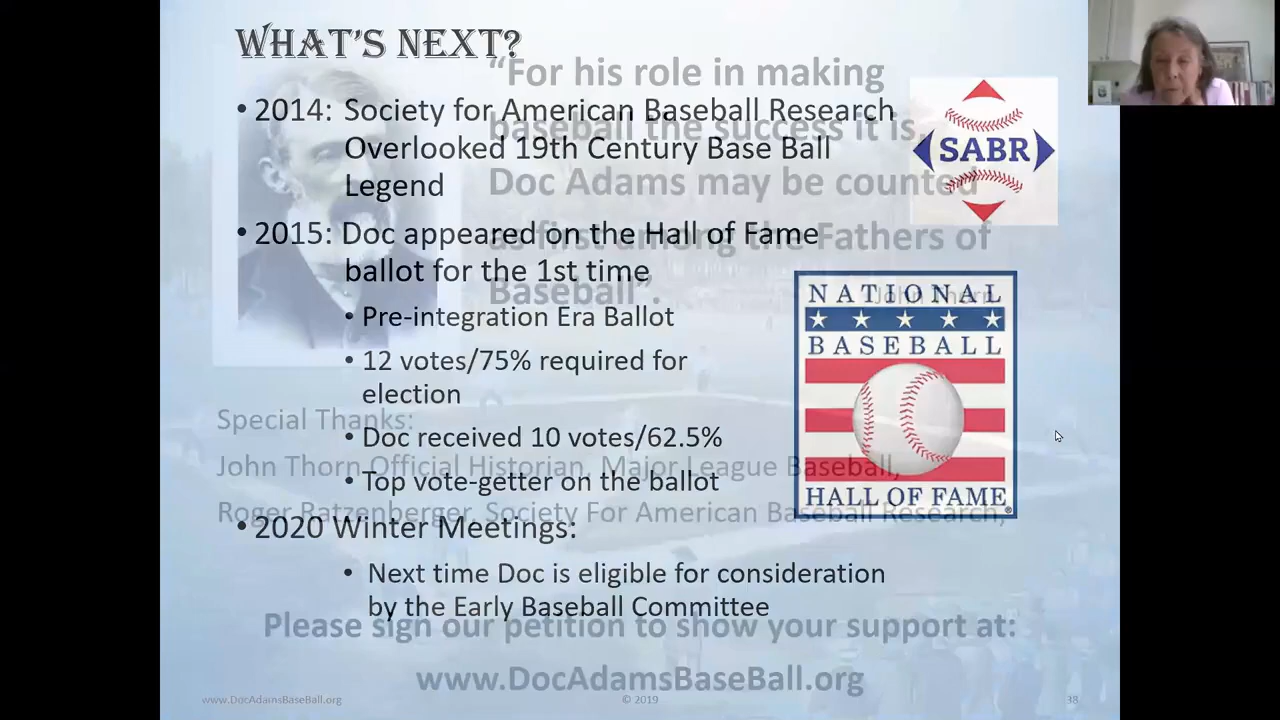 WHAT'S NEXT?
• 2014: Society for American Baseball Research
Overlooked 19th Century Base Ball
Legend
• 2015: Doc appeared on the Hall of Fame
ballot for the 1st time
• Pre-integration Era Ballot
• 12 votes/75% required for
election
• Doc received 10 votes/62.5%
• Top vote-getter on the ballot
• 2020 Winter Meetings:
• Next time Doc is eligible for consideration
by the Early Baseball Committee
SABR
NATIONAL
BASEBALL
HALL OF FAME
®
“For his role in making
baseball the success it is,
Doc Adams may be counted
as first among the Fathers of
Baseball”.
John Thorn
Special Thanks:
John Thorn Official Historian, Major League Baseball,
Roger Ratzenberger, Society For American Baseball Research,
Please sign our petition to show your support at:
www.DocAdamsBaseBall.org
www.DocAdamsBaseBall.org
© 2019
38